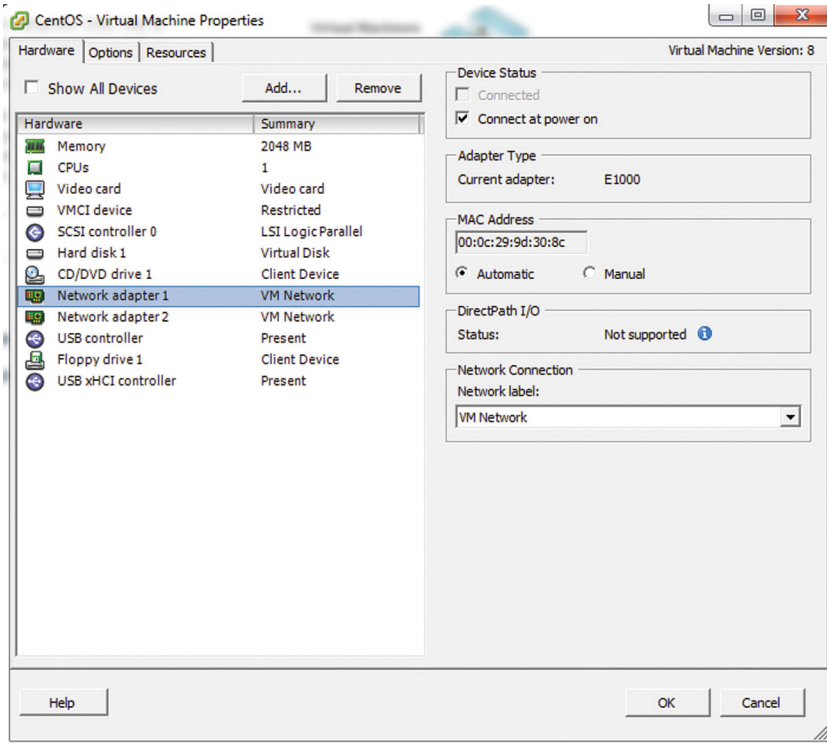 CentOS - Virtual Machine Properties
Hardware Options Resources
Virtual Machine Version: 8
Show All Devices
Add...
Remove
Hardware Summary
Memory 2048 MB
CPUs 1
Video card Video card
VMCI device Restricted
SCSI controller 0 LSI Logic Parallel
Hard disk 1 Virtual Disk
CD/DVD drive 1 Client Device
Network adapter 1 VM Network
Network adapter 2 VM Network
USB controller Present
Floppy drive 1 Client Device
USB xHCI controller Present
Device Status
Connected
Connect at power on
Adapter Type
Current adapter: E1000
MAC Address
00:0c:29:9d:30:8c
Automatic Manual
DirectPath I/O
Status: Not supported
Network Connection
Network label:
VM Network
Help
OK
Cancel